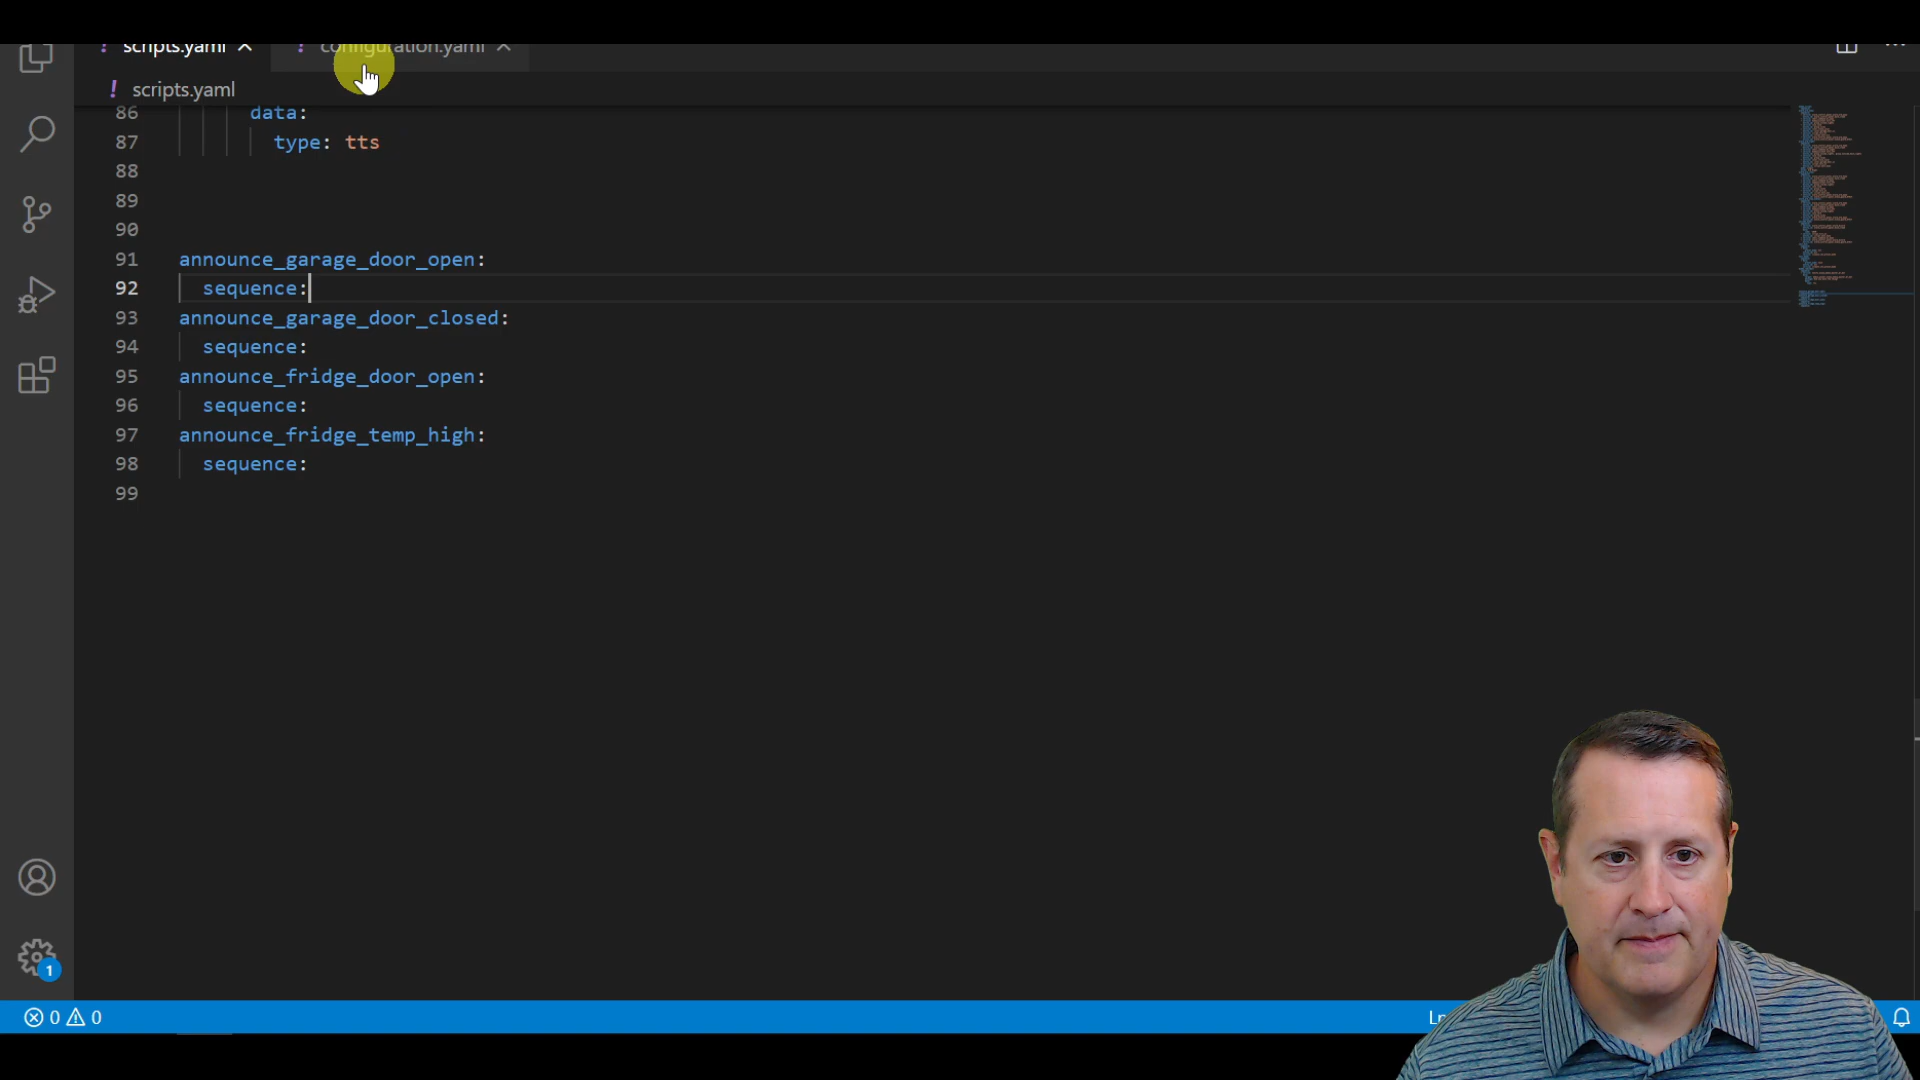 ! scripts.yaml × ! configuration.yaml ×
! scripts.yaml
86 data:
87 type: tts
88
89
90
91 announce_garage_door_open:
92 sequence:
93 announce_garage_door_closed:
94 sequence:
95 announce_fridge_door_open:
96 sequence:
97 announce_fridge_temp_high:
98 sequence:
99
1
0 0